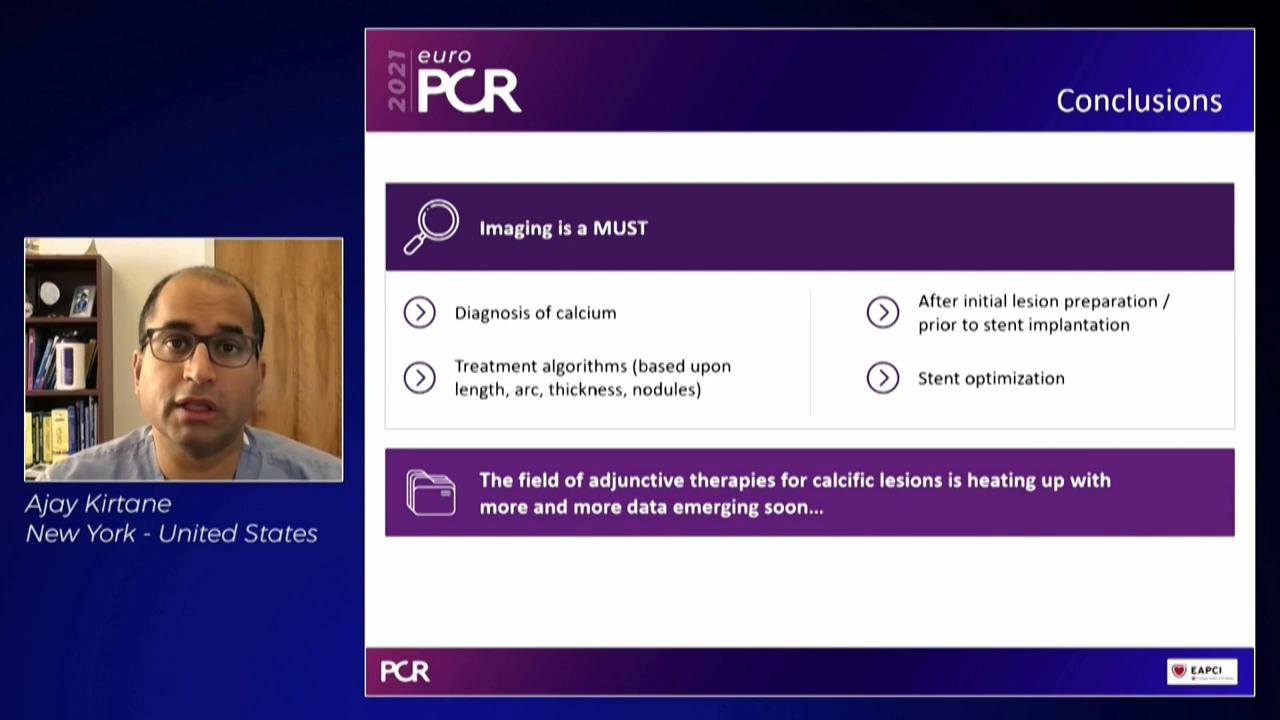 2021
euro
PCR
Conclusions
Imaging is a MUST
Diagnosis of calcium
Treatment algorithms (based upon
length, arc, thickness, nodules)
After initial lesion preparation /
prior to stent implantation
Stent optimization
The field of adjunctive therapies for calcific lesions is heating up with
more and more data emerging soon...
Ajay Kirtane
New York - United States
PCR
EAPCI